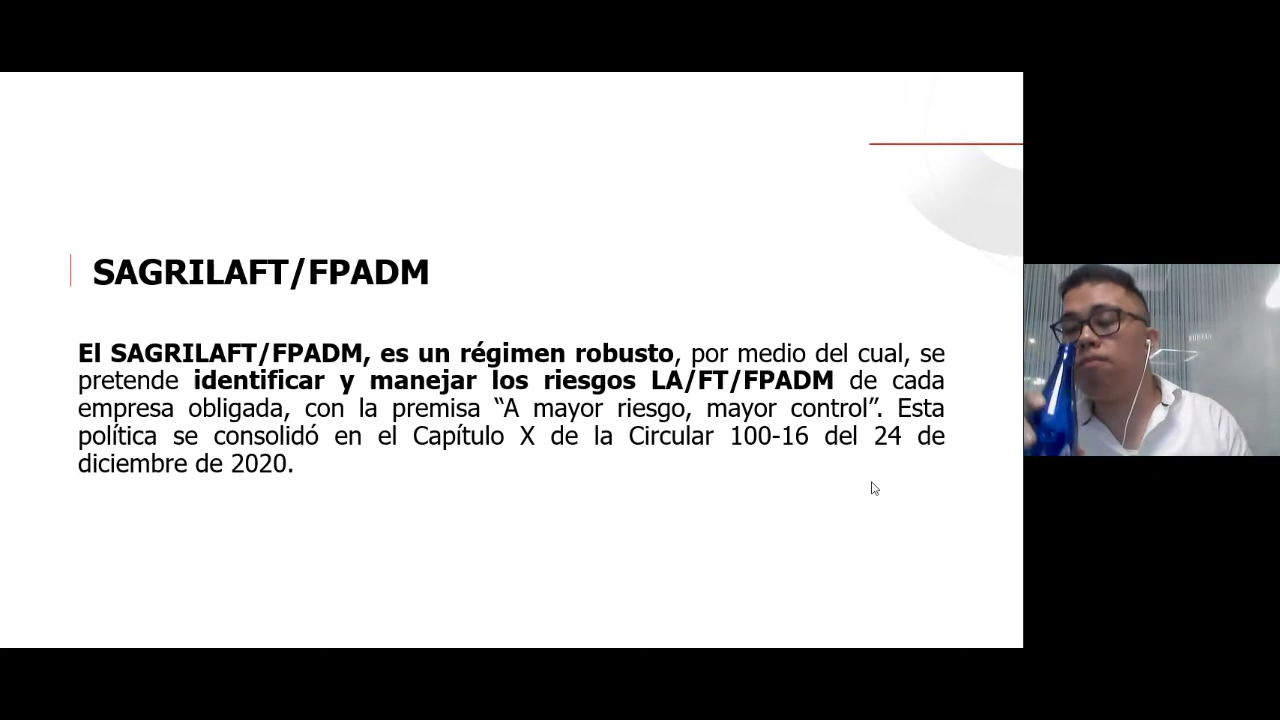 SAGRILAFT/FPADM
El SAGRILAFT/FPADM, es un régimen robusto, por medio del cual, se
pretende identificar y manejar los riesgos LA/FT/FPADM de cada
empresa obligada, con la premisa “A mayor riesgo, mayor control”. Esta
política se consolidó en el Capítulo X de la Circular 100-16 del 24 de
diciembre de 2020.